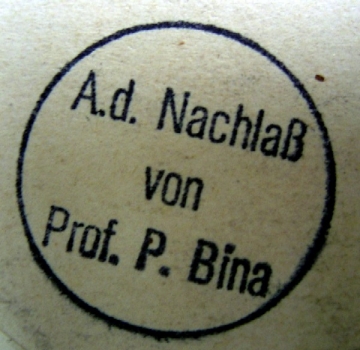 A.d. Nachlaß
von
Prof. P. Bina